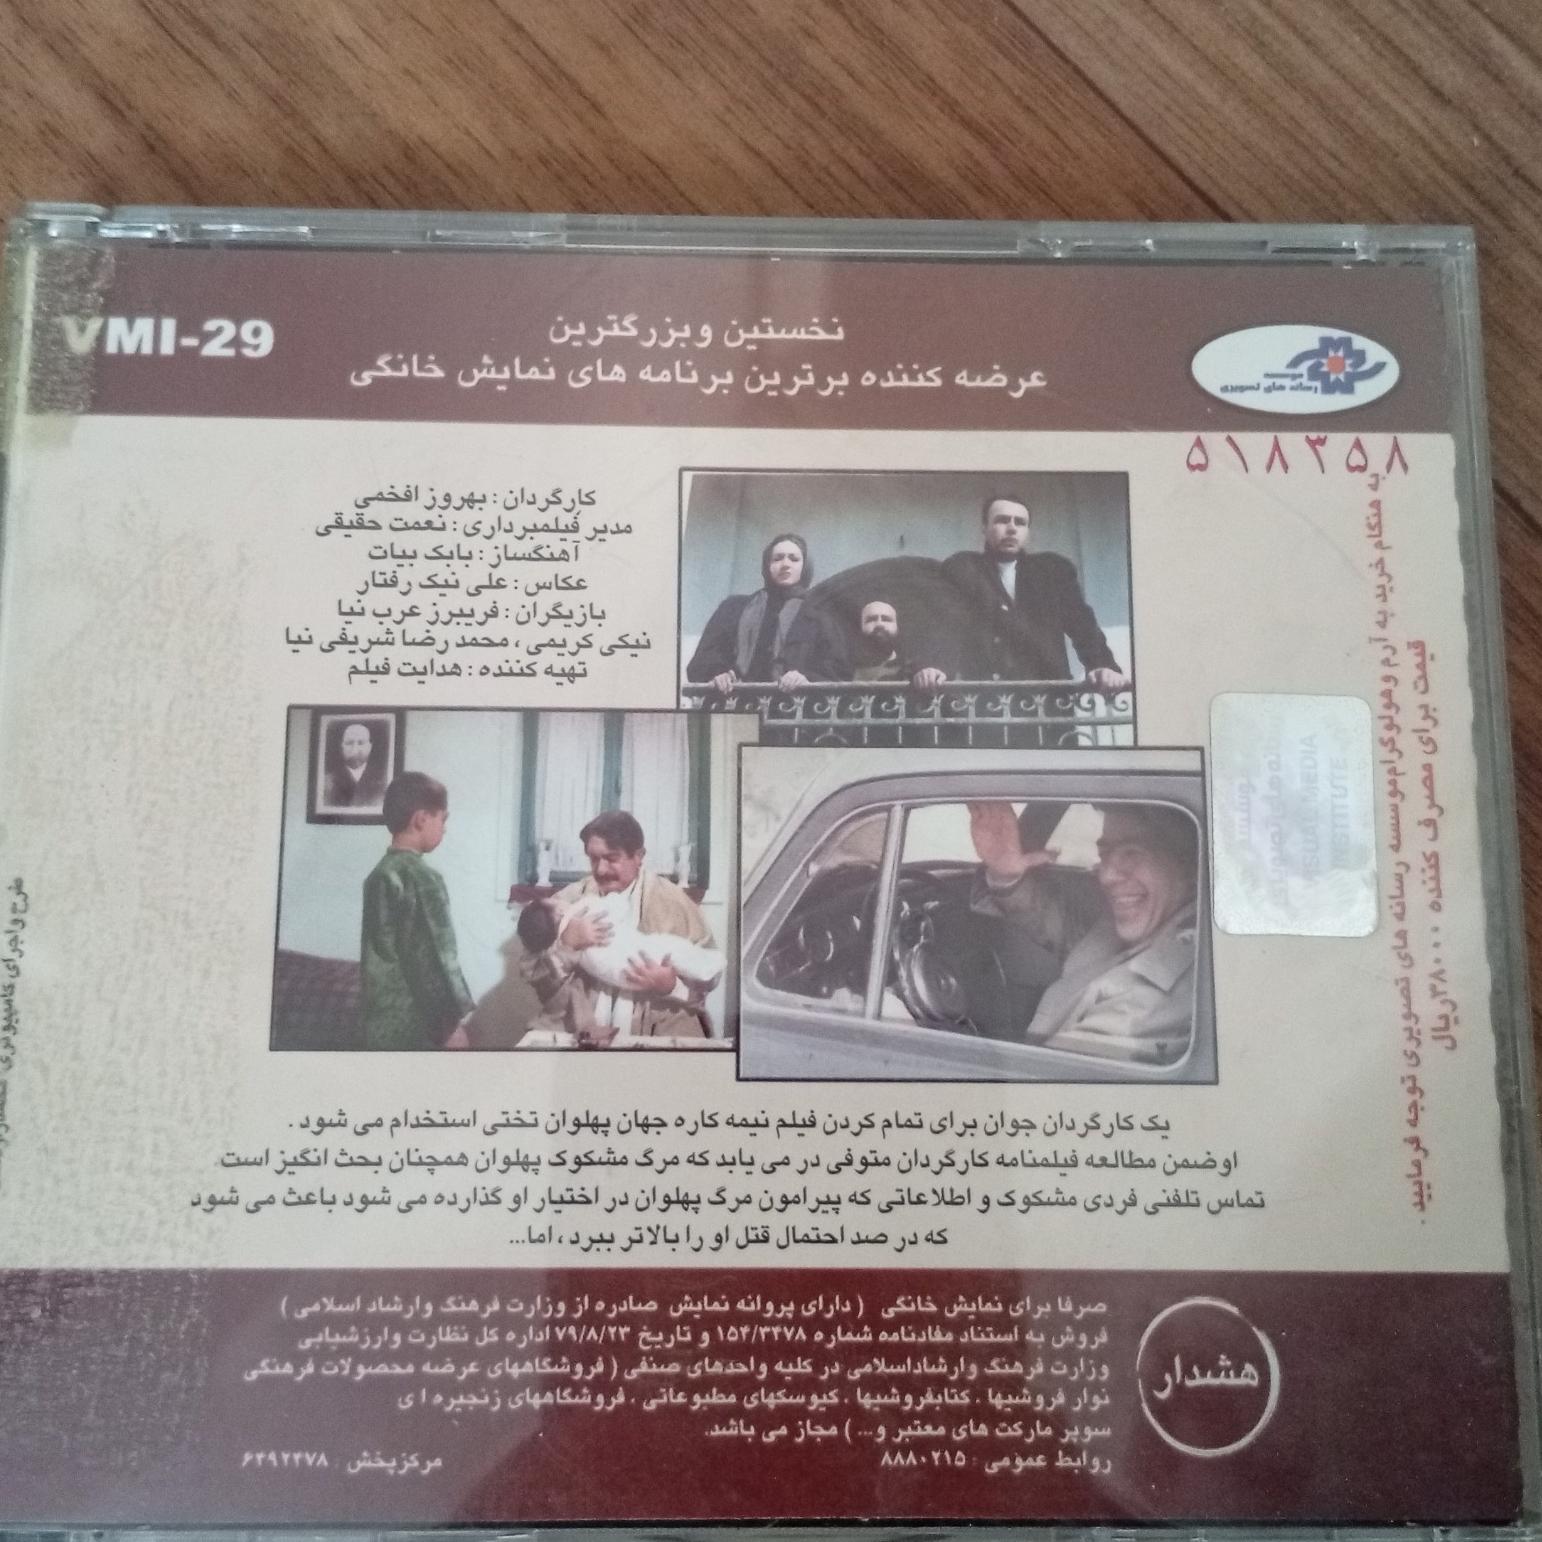 VMI-29
نخستین وبزرگترین
عرضه کننده برترین برنامه های نمایش خانگی
موسسه
رسانه های تصویری
۵۱۸۳۵۸
کارگردان : بهروز افخمی
مدیر فیلمبرداری : نعمت حقیقی
آهنگساز : بابک بیات
عکاس : علی نیک رفتار
بازیگران : فریبرز عرب نیا
نیکی کریمی ، محمد رضا شریفی نیا
تهیه کننده : هدایت فیلم
به هنگام خرید به آرم وهولوگرام موسسه رسانه های تصویری توجه فرمایید .
قیمت برای مصرف کننده ۳۸۰۰۰ریال
موسسه
رسانه های تصویری
VISUAL MEDIA
INSTITUTE
یک کارگردان جوان برای تمام کردن فیلم نیمه کاره جهان پهلوان تختی استخدام می شود .
اوضمن مطالعه فیلمنامه کارگردان متوفی در می یابد که مرگ مشکوک پهلوان همچنان بحث انگیز است
تماس تلفنی فردی مشکوک و اطلاعاتی که پیرامون مرگ پهلوان در اختیار او گذارده می شود باعث می شود
که در صد احتمال قتل او را بالاتر ببرد ، اما...
هشدار
صرفا برای نمایش خانگی ( دارای پروانه نمایش صادره از وزارت فرهنگ وارشاد اسلامی )
فروش به استناد مفادنامه شماره ۱۵۴/۳۴۷۸ و تاریخ ۷۹/۸/۲۳ اداره کل نظارت وارزشیابی
وزارت فرهنگ وارشاداسلامی در کلیه واحدهای صنفی ( فروشگاههای عرضه محصولات فرهنگی
نوار فروشیها ، کتابفروشیها ، کیوسکهای مطبوعاتی ، فروشگاههای زنجیره ا ی
سوپر مارکت های معتبر و... ) مجاز می باشد.
روابط عمومی : ۸۸۸۰۲۱۵
مرکزپخش : ۶۴۹۲۴۷۸
طرح و اجرای کامپیوتری